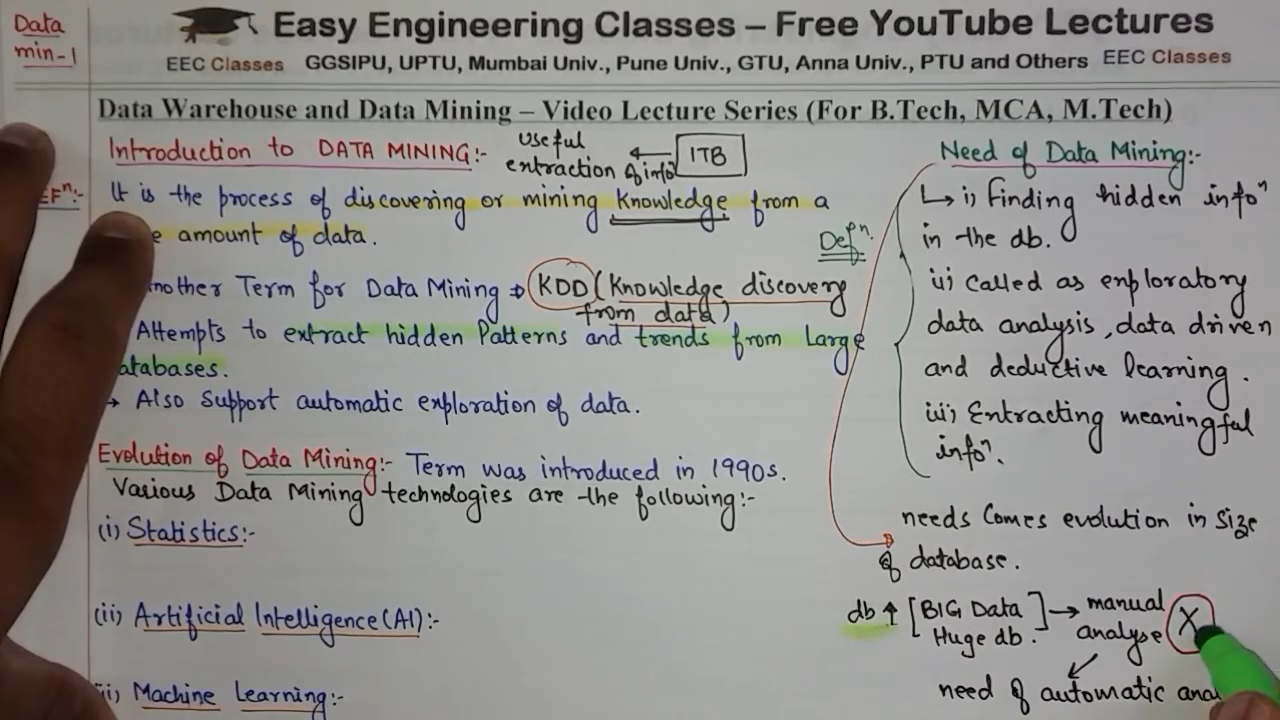 Data
min-1
Easy Engineering Classes – Free YouTube Lectures
EEC Classes GGSIPU, UPTU, Mumbai Univ., Pune Univ., GTU, Anna Univ., PTU and Others EEC Classes
Data Warehouse and Data Mining – Video Lecture Series (For B.Tech, MCA, M.Tech)
Introduction to DATA MINING:-
useful
extraction of infoⁿ ← 1TB
EFⁿ:- It is the process of discovering or mining knowledge from a
e amount of data.
Defⁿ.
nother Term for Data Mining → KDD (Knowledge discovery
from data)
Attempts to extract hidden Patterns and trends from Large
atabases.
→ Also Support automatic exploration of data.
Evolution of Data Mining:- Term was introduced in 1990s.
Various Data Mining technologies are the following:-
(i) Statistics:-
(ii) Artificial Intelligence(AI):-
ii) Machine Learning:-
Need of Data Mining:-
↳ i) Finding hidden infoⁿ
in the db.
ii) called as exploratory
data analysis, data driven
and deductive learning.
iii) Extracting meaningful
infoⁿ.
needs Comes evolution in size
of database.
db ↑ [BIG Data → manual
Huge db.] analyse X
need of automatic anal